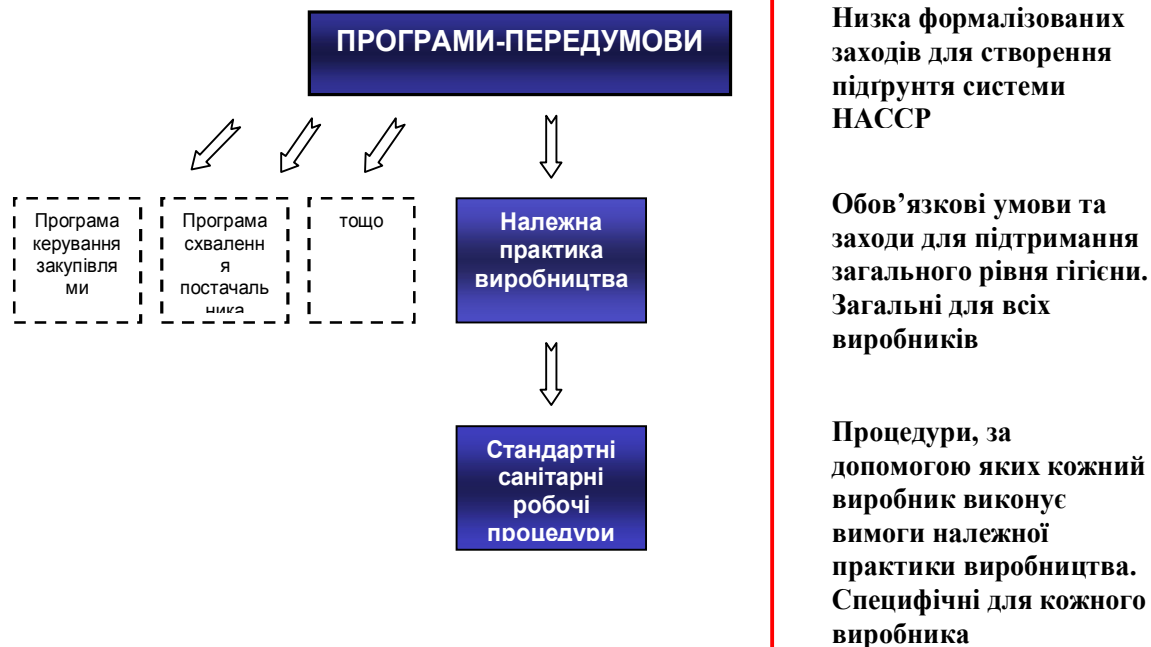 ПРОГРАМИ-ПЕРЕДУМОВИ
Програма
керування
закупівля
ми
Програма
схваленн
я
постачаль
ника
тощо
Належна
практика
виробництва
Стандартні
санітарні
робочі
процедури
Низка формалізованих
заходів для створення
підґрунтя системи
НАССР
Обов’язкові умови та
заходи для підтримання
загального рівня гігієни.
Загальні для всіх
виробників
Процедури, за
допомогою яких кожний
виробник виконує
вимоги належної
практики виробництва.
Специфічні для кожного
виробника